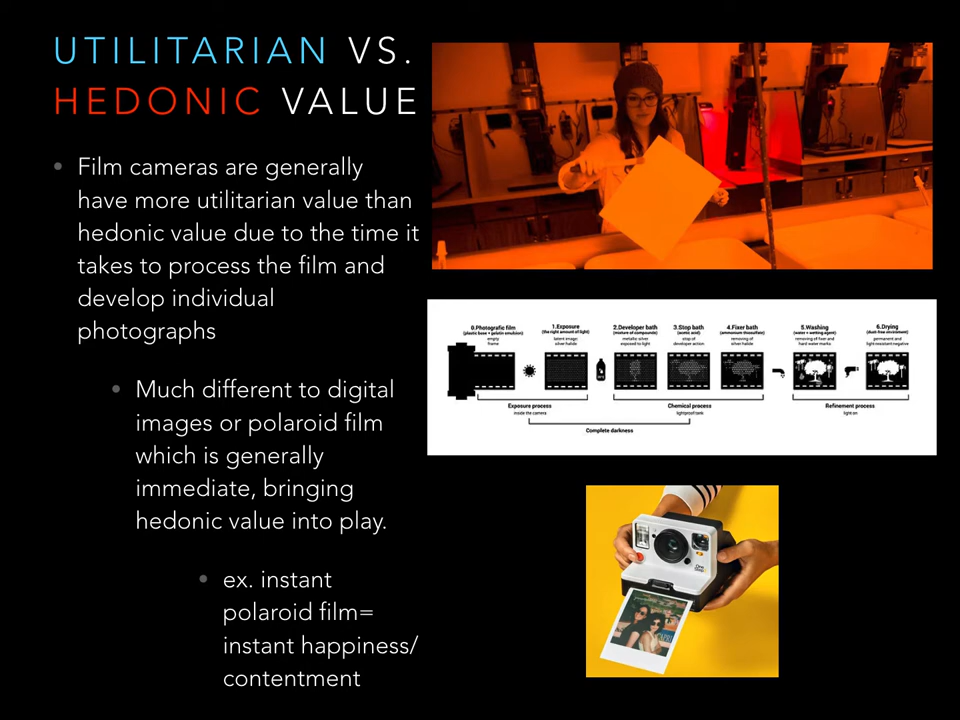 UTILITARIAN VS.
HEDONIC VALUE
Film cameras are generally
have more utilitarian value than
hedonic value due to the time it
takes to process the film and
develop individual
photographs
Much different to digital
images or polaroid film
which is generally
immediate, bringing
hedonic value into play.
ex. instant
polaroid film=
instant happiness/
contentment
0.Photografic film
(plastic base + gelatin emulsion)
empty
frame
1.Exposure
(the right amount of light)
latent image
silver halide
2.Developer bath
(mixture of compounds)
metallic silver
exposed to light
3.Stop bath
(acetic acid)
stop of
developer action
4.Fixer bath
(ammonium thiosulfate)
removing of
silver halide
5.Washing
(water + wetting agent)
removing of fixer and
hard water marks
6.Drying
(dust-free environment)
permanent and
light-resistant negative
Exposure process
inside the camera
Chemical process
lightproof tank
Refinement process
light on
Complete darkness
One
Step
CAPRI